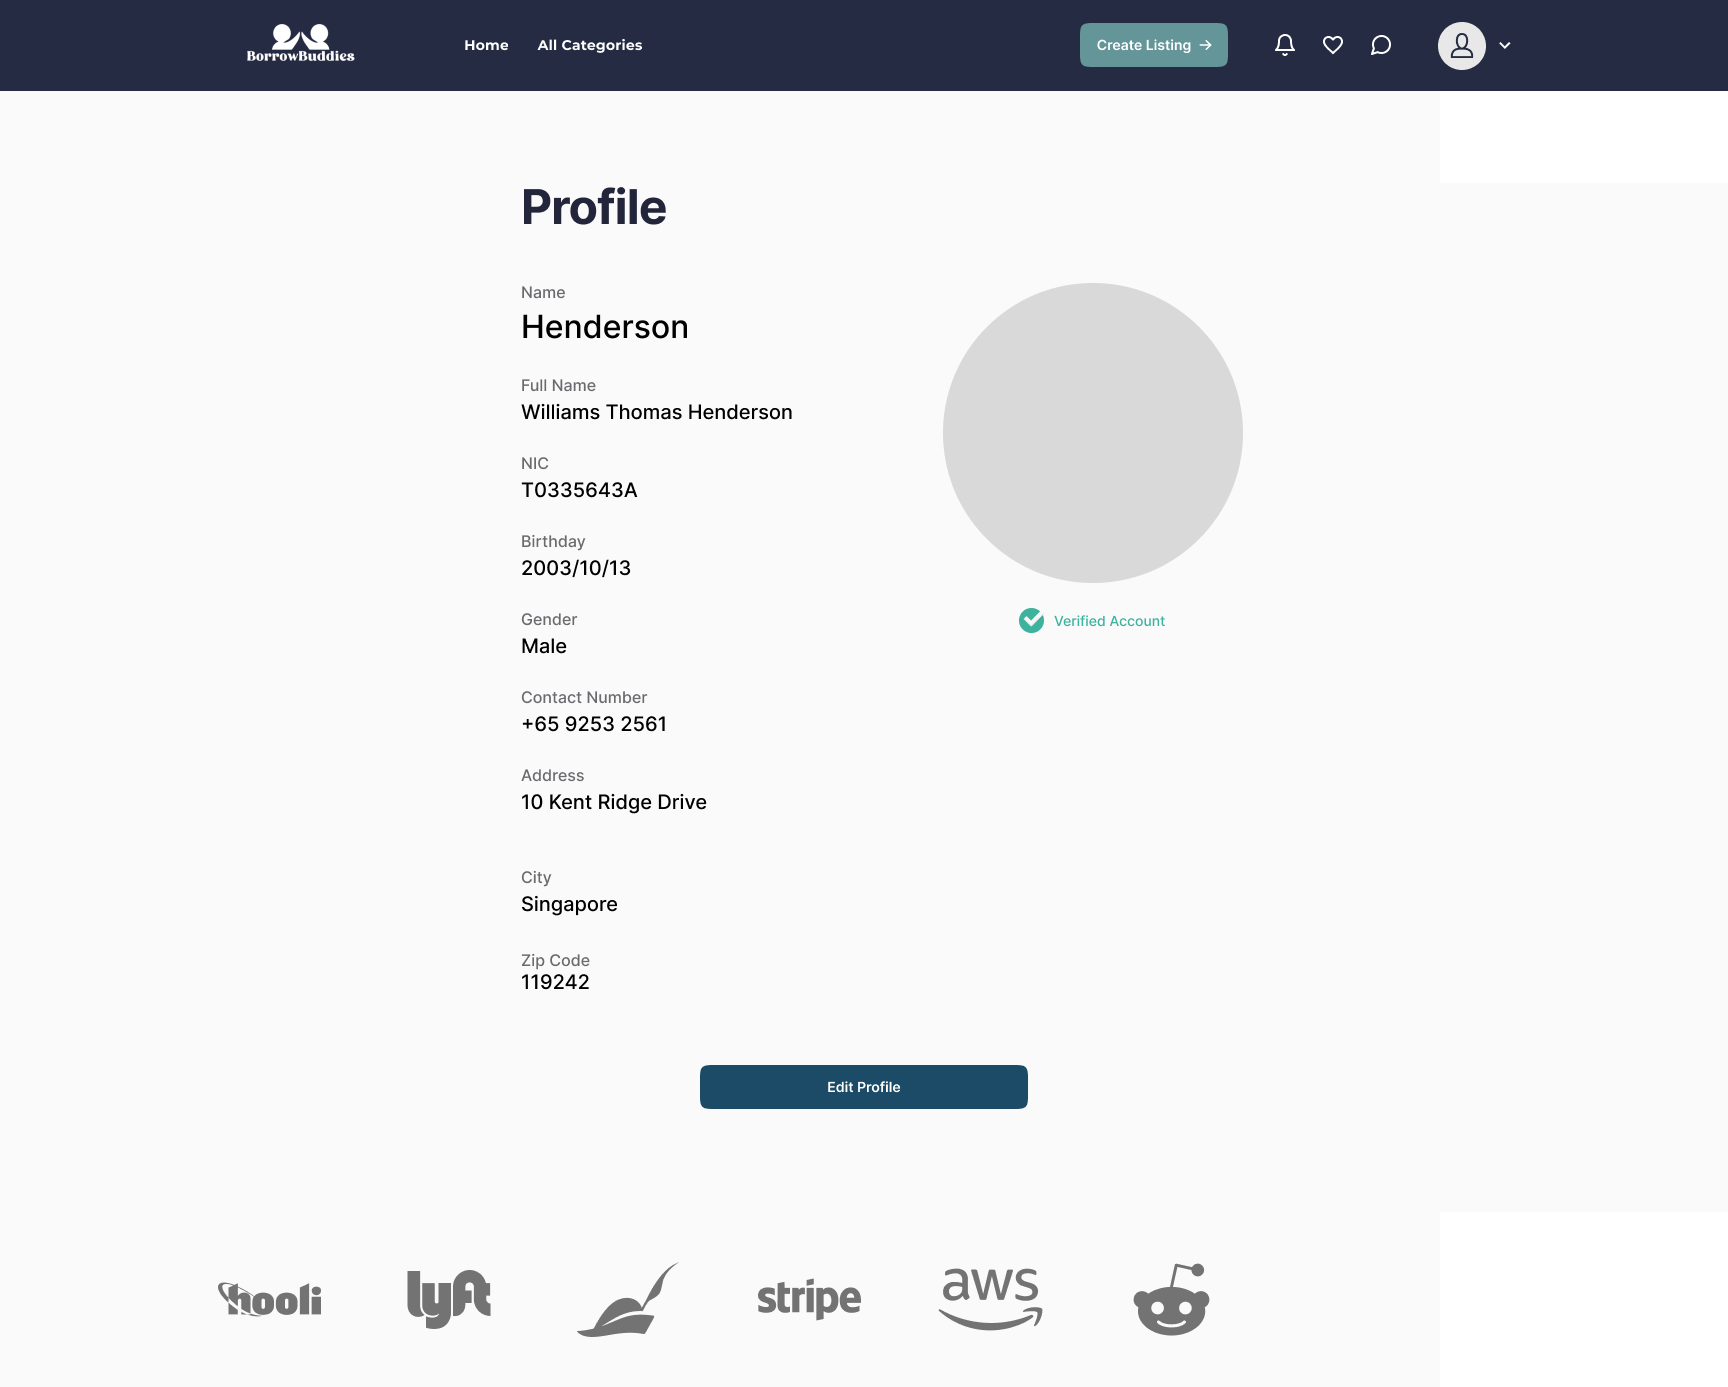 BorrowBuddies
Home
All Categories
Create Listing →
Profile
Name
Henderson
Full Name
Williams Thomas Henderson
NIC
T0335643A
Birthday
2003/10/13
Gender
Male
Verified Account
Contact Number
+65 9253 2561
Address
10 Kent Ridge Drive
City
Singapore
Zip Code
119242
Edit Profile
hooli
lyft
stripe
aws